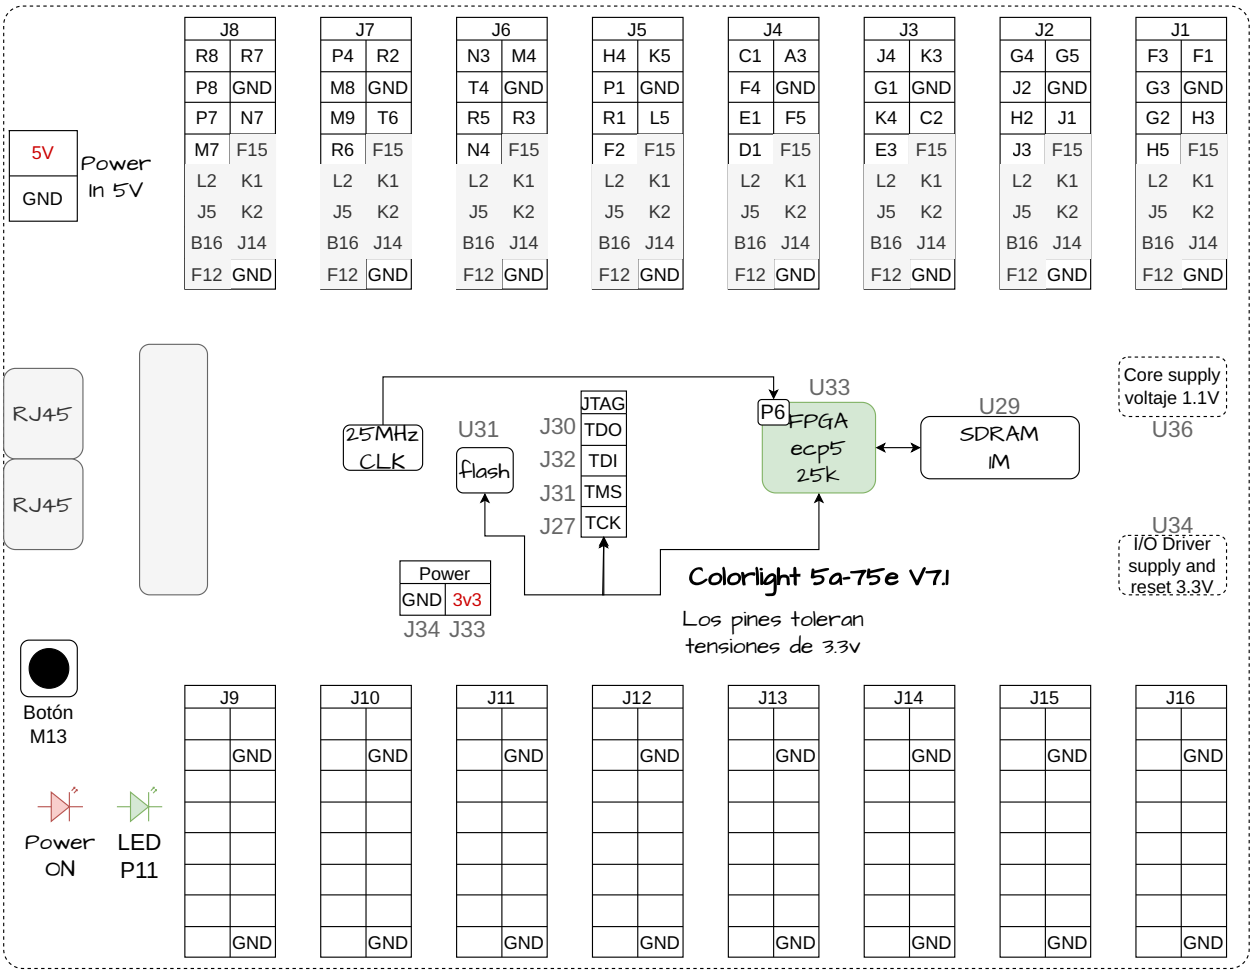 J8 J7 J6 J5 J4 J3 J2 J1
R8 R7 P4 R2 N3 M4 H4 K5 C1 A3 J4 K3 G4 G5 F3 F1
P8 GND M8 GND T4 GND P1 GND F4 GND G1 GND J2 GND G3 GND
P7 N7 M9 T6 R5 R3 R1 L5 E1 F5 K4 C2 H2 J1 G2 H3
M7 F15 R6 F15 N4 F15 F2 F15 D1 F15 E3 F15 J3 F15 H5 F15
L2 K1 L2 K1 L2 K1 L2 K1 L2 K1 L2 K1 L2 K1 L2 K1
J5 K2 J5 K2 J5 K2 J5 K2 J5 K2 J5 K2 J5 K2 J5 K2
B16 J14 B16 J14 B16 J14 B16 J14 B16 J14 B16 J14 B16 J14 B16 J14
F12 GND F12 GND F12 GND F12 GND F12 GND F12 GND F12 GND F12 GND
5V
GND
Power
In 5V
RJ45
RJ45
25MHz
CLK
U31
flash
JTAG
J30 TDO
J32 TDI
J31 TMS
J27 TCK
U33
P6
FPGA
ecp5
25k
U29
SDRAM
1M
Core supply
voltaje 1.1V
U36
U34
I/O Driver
supply and
reset 3.3V
Power
GND 3v3
J34 J33
Colorlight 5a-75e V7.1
Los pines toleran
tensiones de 3.3v
Botón
M13
Power
ON
LED
P11
J9 J10 J11 J12 J13 J14 J15 J16
GND GND GND GND GND GND GND GND
GND GND GND GND GND GND GND GND